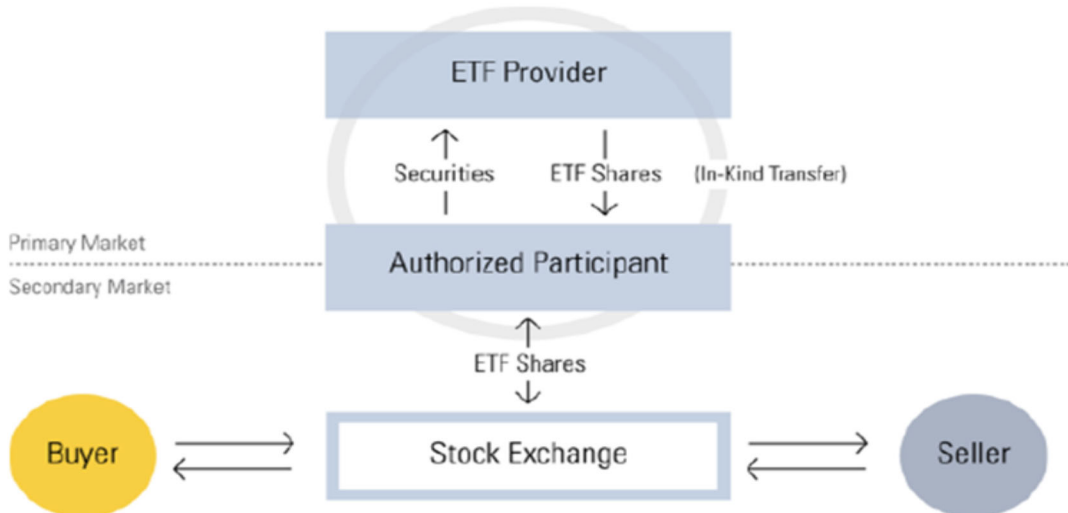 ETF Provider
Securities
ETF Shares
(In-Kind Transfer)
Primary Market
Authorized Participant
Secondary Market
ETF Shares
Buyer
Stock Exchange
Seller